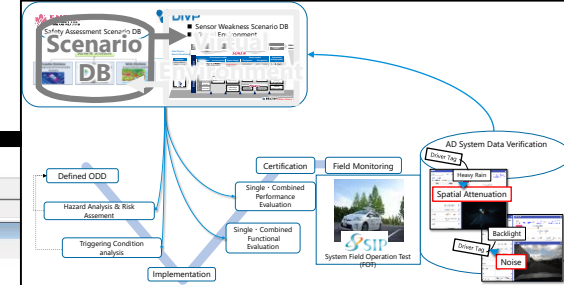 DIVP
Safety Assessment Scenario DB
■ Sensor Weakness Scenario DB
Scenario
DB
Virtual
Environment
AD System Data Verification
Driver Tag
Heavy Rain
Spatial Attenuation
Backlight
Driver Tag
Noise
Certification
Field Monitoring
Defined ODD
Single・Combined
Performance
Evaluation
Hazard Analysis & Risk
Assement
Single・Combined
Functional
Evaluation
Triggering Condition
analysis
SIP
System Field Operation Test
(FOT)
Implementation